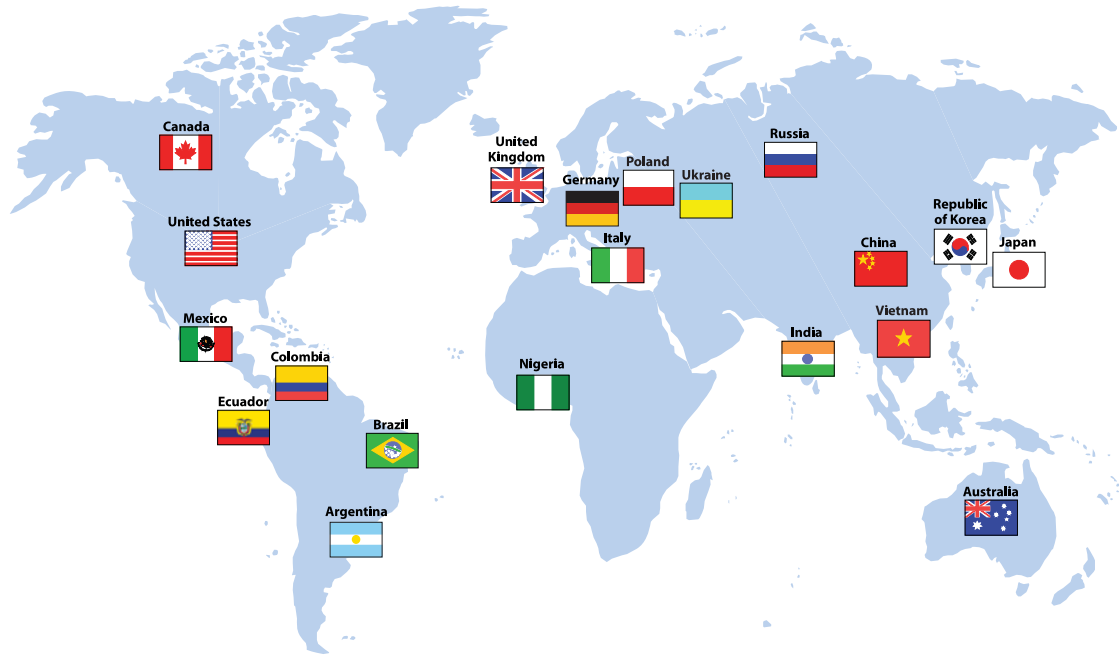 Canada
United States
Mexico
Colombia
Ecuador
Brazil
Argentina
United
Kingdom
Germany
Poland
Ukraine
Italy
Nigeria
Russia
Republic
of Korea
China
Japan
Vietnam
India
Australia